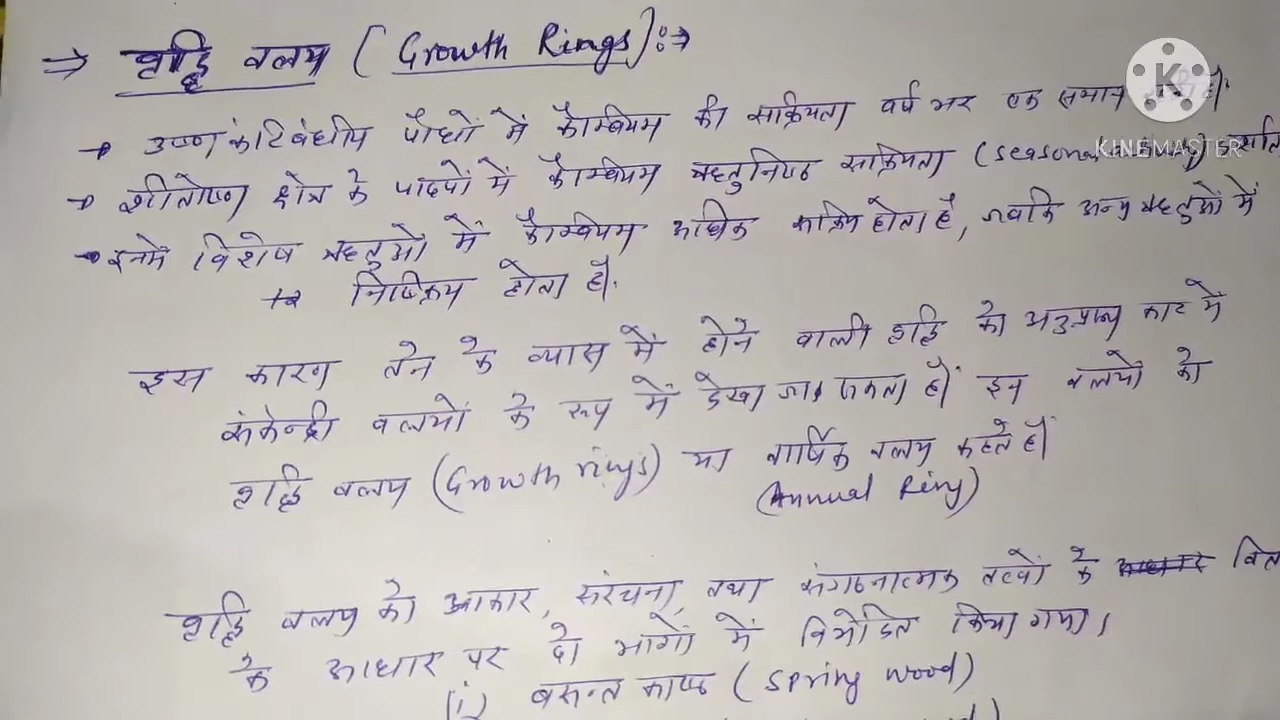 ⇒ वृद्धि वलय (Growth Rings):→
→ उष्ण कटिबंधीय पौधों में कैम्बियम की सक्रियता वर्ष भर एक समान है।
→ शीतोष्ण क्षेत्र के पादपों में कैम्बियम ऋतुनिष्ठ सक्रियता (seasonal
→ इनमें विशेष ऋतुओं में कैम्बियम अधिक सक्रिय होता है, जबकि अन्य ऋतुओं में
निष्क्रिय होता है।
इस कारण तने के व्यास में होने वाली वृद्धि को अनुप्रस्थ काट में
संकेन्द्री वलयों के रूप में देखा जा सकता है। इन वलयों को
वृद्धि वलय (Growth rings) या वार्षिक वलय कहते है।
(Annual Ring)
वृद्धि वलय को आकार, संरचना, तथा संगठनात्मक तत्वों के
के आधार पर दो भागों में विभेदित किया गया।
(i) बसन्त काष्ठ (Spring wood)
KINEMASTER